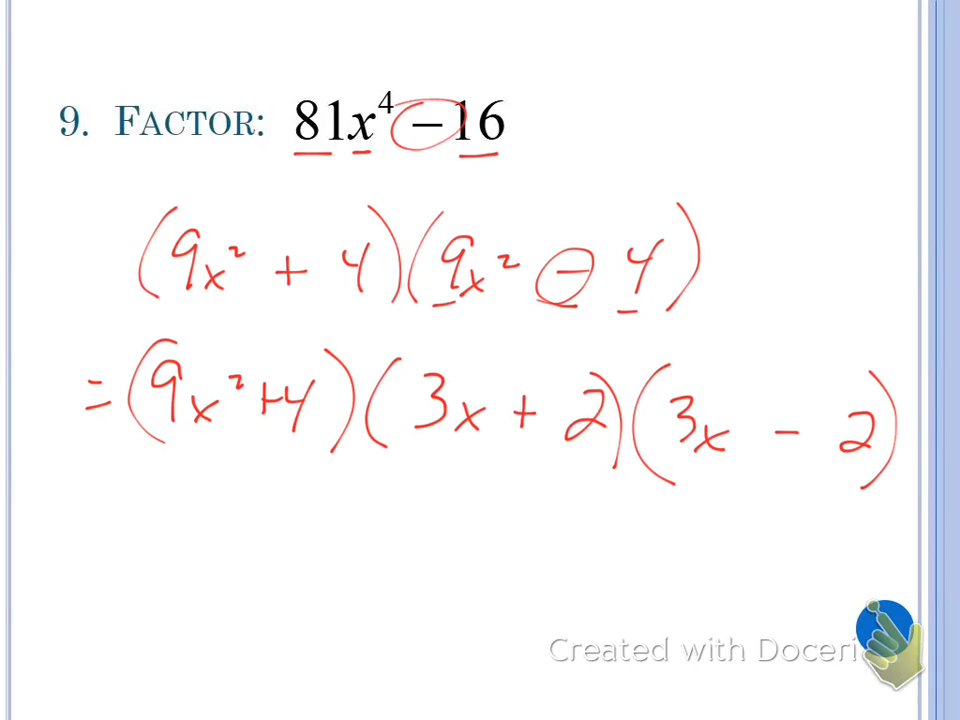 9. FACTOR: 81x⁴ − 16
(9x² + 4)(9x² − 4)
= (9x² + 4)(3x + 2)(3x − 2)
Created with Doceri